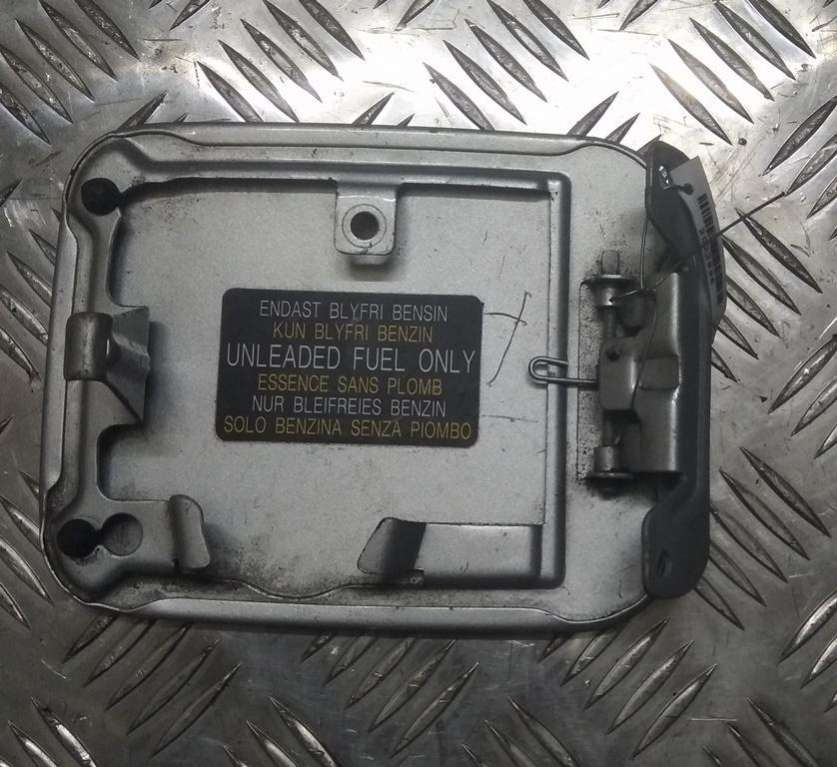 ENDAST BLYFRI BENSIN
KUN BLYFRI BENZIN
UNLEADED FUEL ONLY
ESSENCE SANS PLOMB
NUR BLEIFREIES BENZIN
SOLO BENZINA SENZA PIOMBO